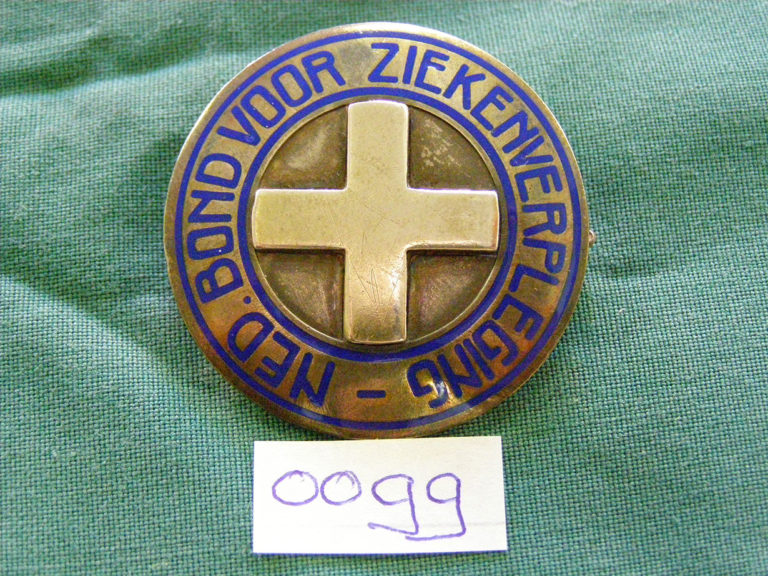 NED. BOND VOOR ZIEKENVERPLEGING -
0099